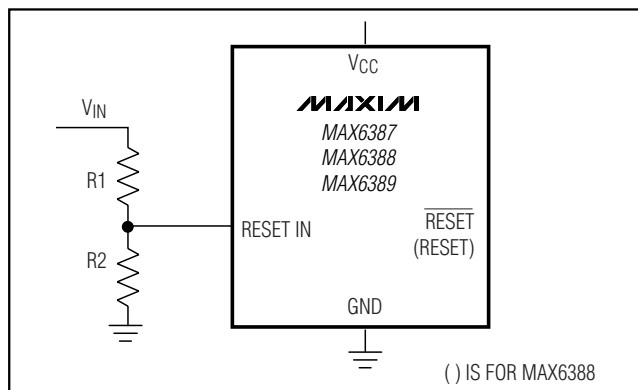 VCC
MAXIM
VIN
MAX6387
MAX6388
MAX6389
R1
RESET IN
RESET
(RESET)
R2
GND
( ) IS FOR MAX6388